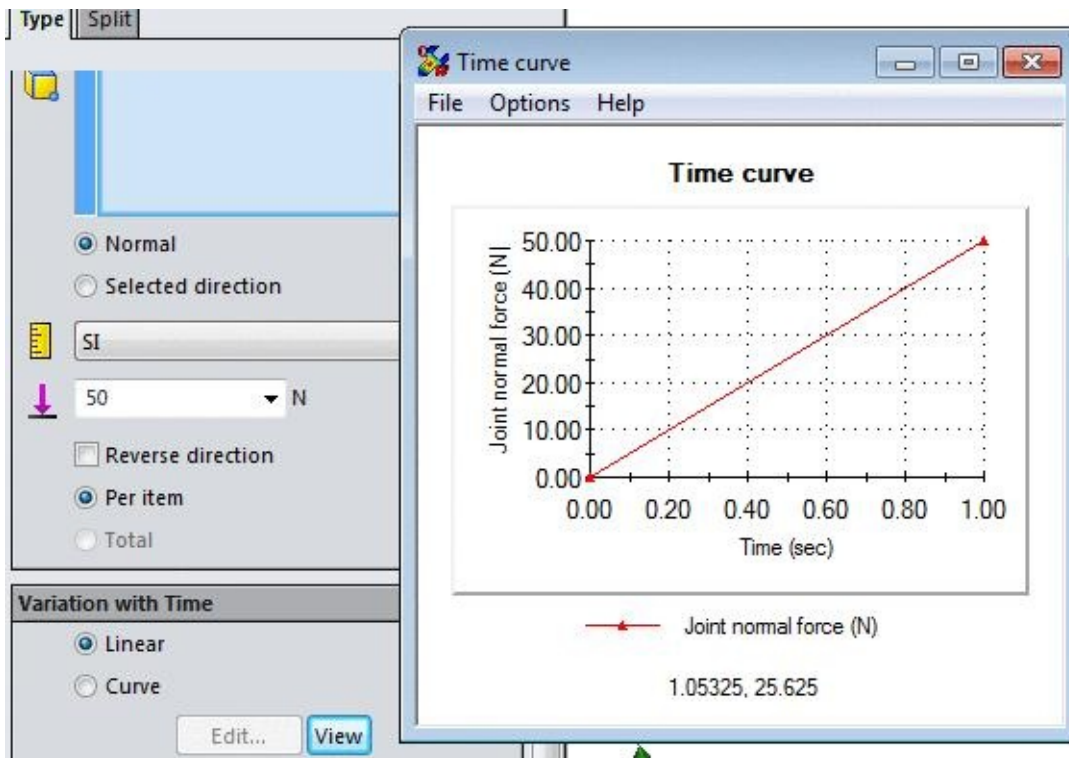 Type Split
Normal
Selected direction
SI
50 N
Reverse direction
Per item
Total
Variation with Time
Linear
Curve
Edit... View
Time curve
File Options Help
Time curve
Joint normal force (N)
50.00
40.00
30.00
20.00
10.00
0.00
0.00 0.20 0.40 0.60 0.80 1.00
Time (sec)
Joint normal force (N)
1.05325, 25.625